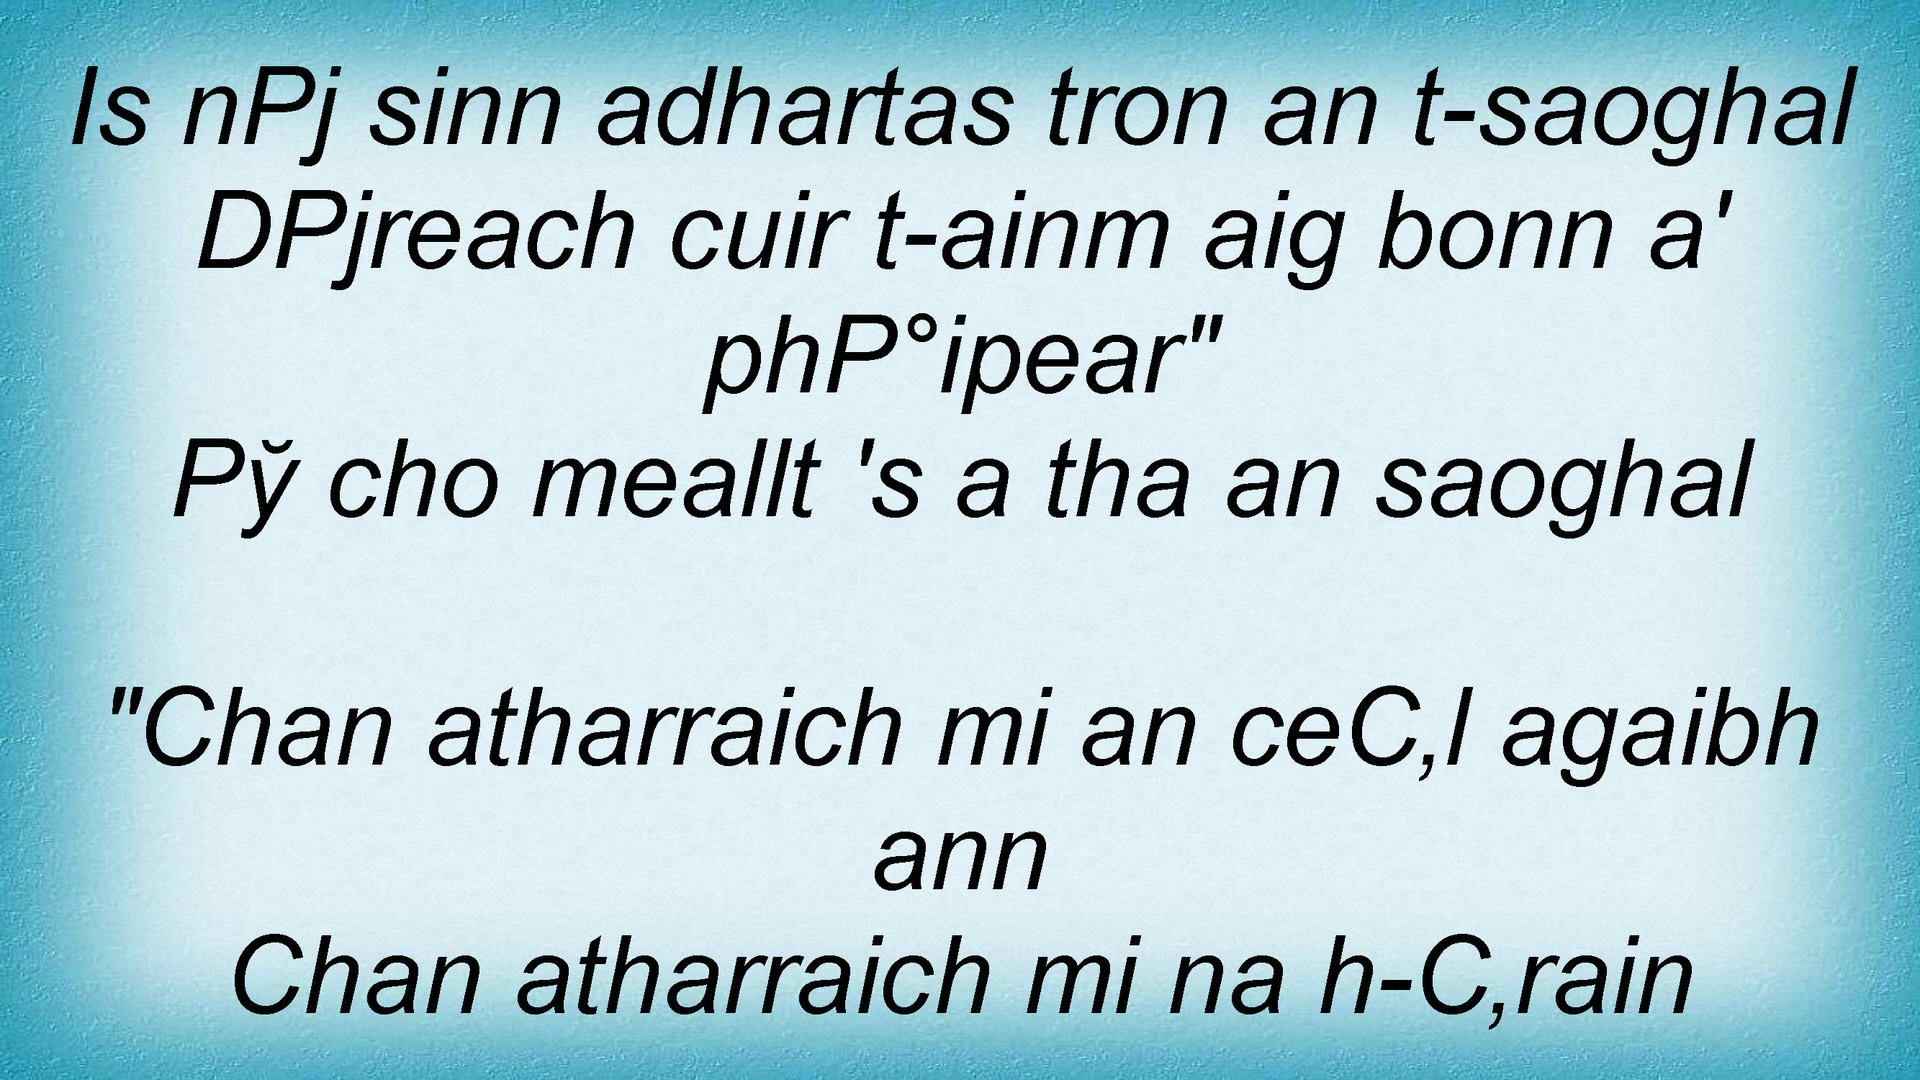 Is nPj sinn adhartas tron an t-saoghal
DPjreach cuir t-ainm aig bonn a'
phP°ipear"
Pў cho meallt 's a tha an saoghal
"Chan atharraich mi an ceC,l agaibh
ann
Chan atharraich mi na h-C,rain